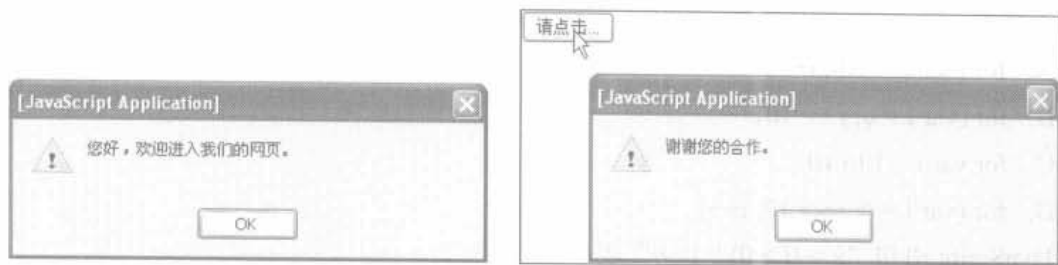 [JavaScript Application]
您好，欢迎进入我们的网页。
OK
请点击...
[JavaScript Application]
谢谢您的合作。
OK